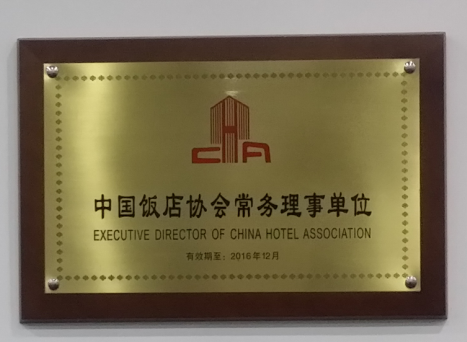 CHA
中国饭店协会常务理事单位
EXECUTIVE DIRECTOR OF CHINA HOTEL ASSOCIATION
有效期至：2016年12月